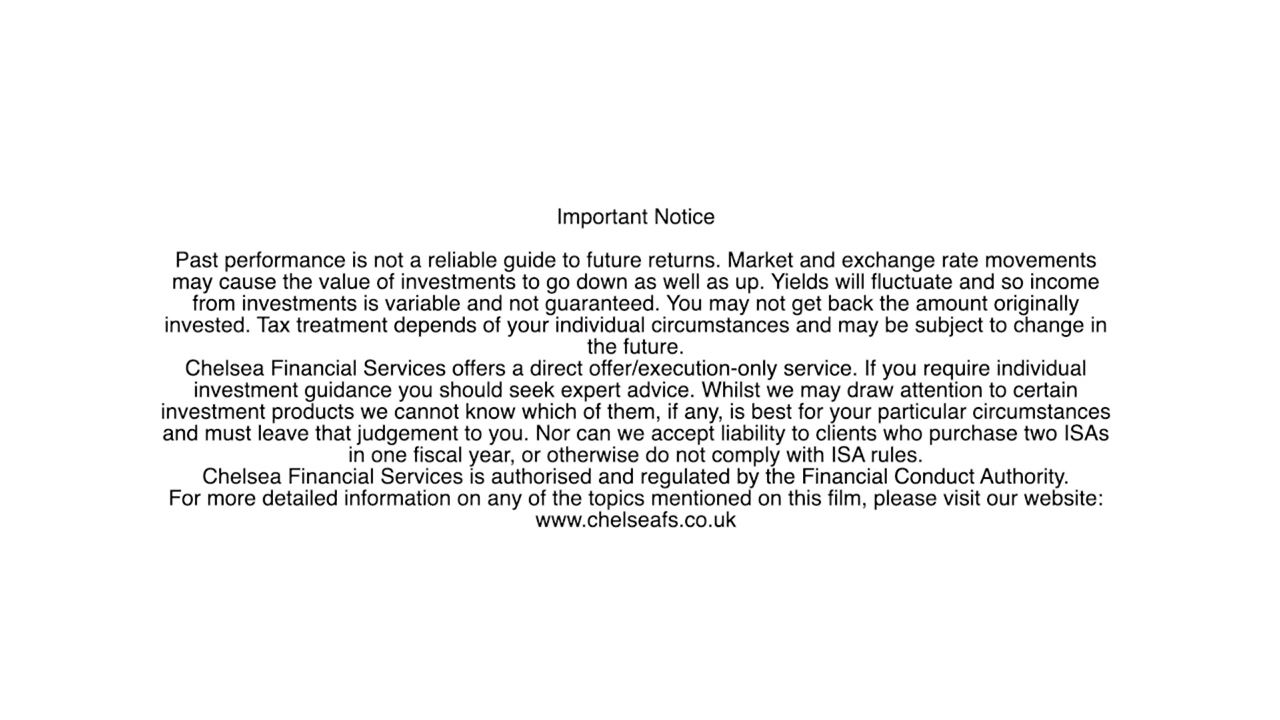 Important Notice
Past performance is not a reliable guide to future returns. Market and exchange rate movements
may cause the value of investments to go down as well as up. Yields will fluctuate and so income
from investments is variable and not guaranteed. You may not get back the amount originally
invested. Tax treatment depends of your individual circumstances and may be subject to change in
the future.
Chelsea Financial Services offers a direct offer/execution-only service. If you require individual
investment guidance you should seek expert advice. Whilst we may draw attention to certain
investment products we cannot know which of them, if any, is best for your particular circumstances
and must leave that judgement to you. Nor can we accept liability to clients who purchase two ISAs
in one fiscal year, or otherwise do not comply with ISA rules.
Chelsea Financial Services is authorised and regulated by the Financial Conduct Authority.
For more detailed information on any of the topics mentioned on this film, please visit our website:
www.chelseafs.co.uk